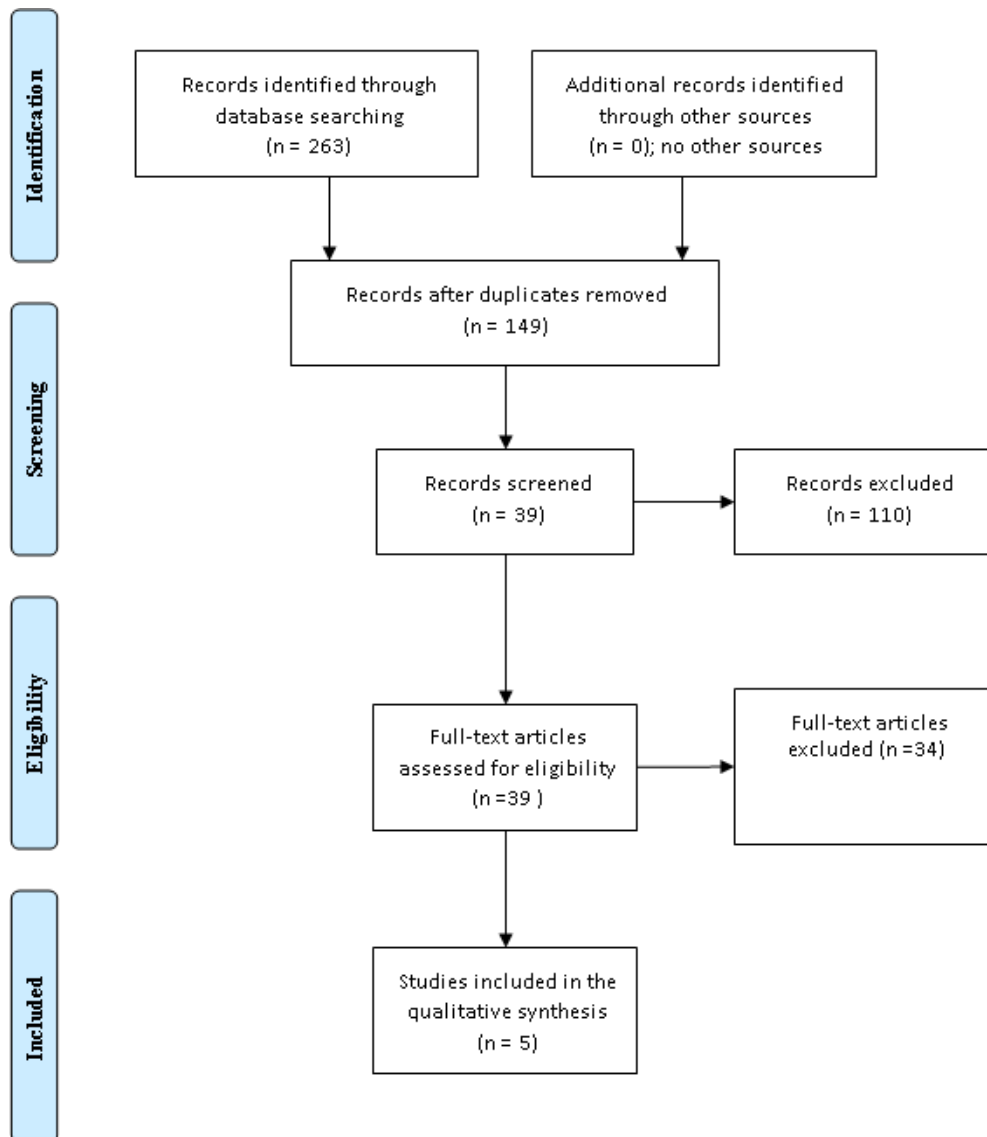 Identification
Records identified through
database searching
(n = 263)
Additional records identified
through other sources
(n = 0); no other sources
Records after duplicates removed
(n = 149)
Screening
Records screened
(n = 39)
Records excluded
(n = 110)
Eligibility
Full-text articles
assessed for eligibility
(n =39 )
Full-text articles
excluded (n =34)
Included
Studies included in the
qualitative synthesis
(n = 5)